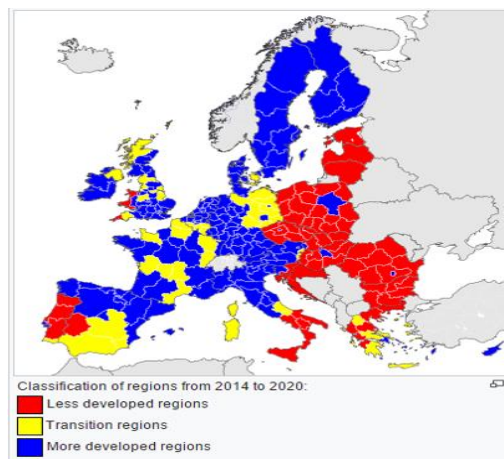 Classification of regions from 2014 to 2020:
Less developed regions
Transition regions
More developed regions